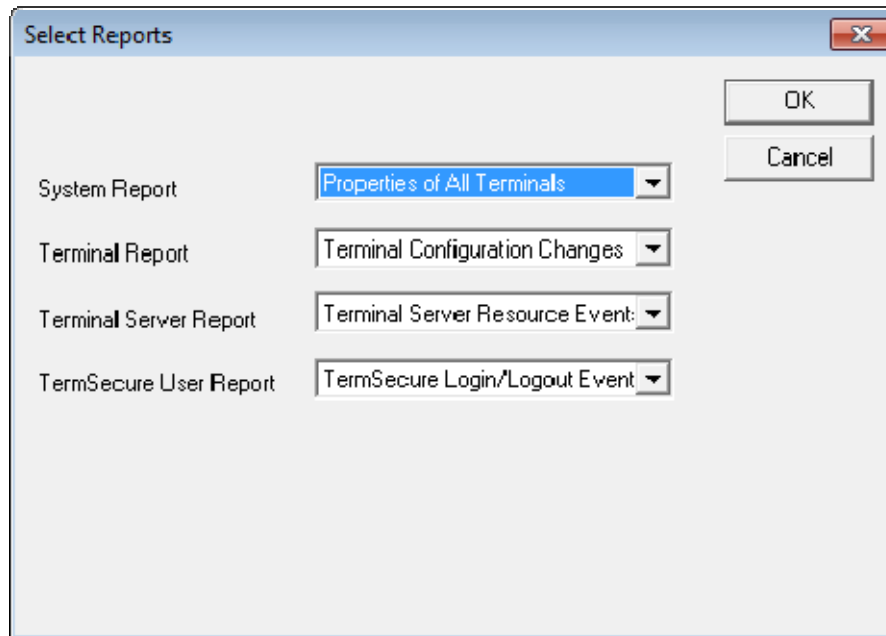 Select Reports
OK
Cancel
System Report Properties of All Terminals
Terminal Report Terminal Configuration Changes
Terminal Server Report Terminal Server Resource Event:
TermSecure User Report TermSecure Login/Logout Event